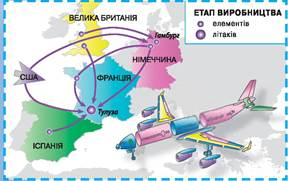 ВЕЛИКА БРИТАНІЯ
ЕТАП ВИРОБНИЦТВА
елементів
літаків
Гамбург
НІМЕЧЧИНА
США
ФРАНЦІЯ
Тулуза
ІСПАНІЯ